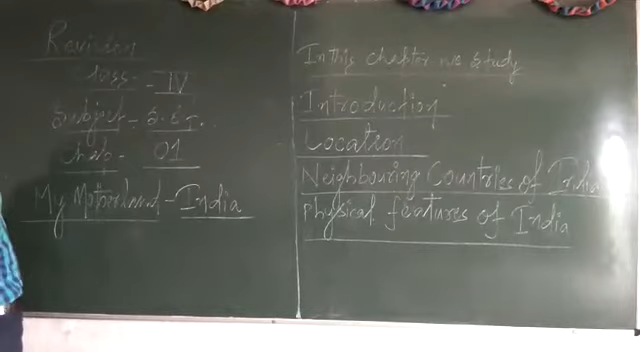 Revision
Class - IV
Subject - S.St.
Chap - 01
My Motherland - India
In this chapter we study
Introduction
Location
Neighbouring Countries of India
Physical features of India